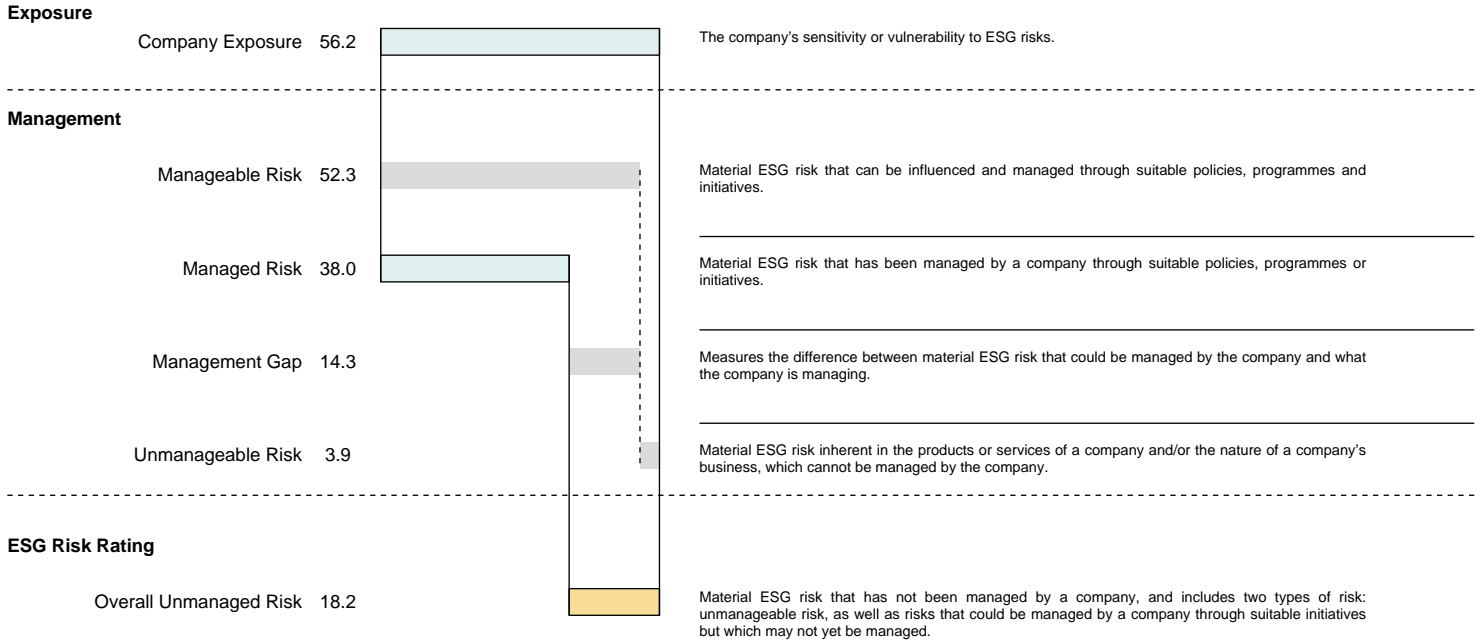 Exposure
Company Exposure 56.2
The company’s sensitivity or vulnerability to ESG risks.
Management
Manageable Risk 52.3
Material ESG risk that can be influenced and managed through suitable policies, programmes and
initiatives.
Managed Risk 38.0
Material ESG risk that has been managed by a company through suitable policies, programmes or
initiatives.
Management Gap 14.3
Measures the difference between material ESG risk that could be managed by the company and what
the company is managing.
Unmanageable Risk 3.9
Material ESG risk inherent in the products or services of a company and/or the nature of a company’s
business, which cannot be managed by the company.
ESG Risk Rating
Overall Unmanaged Risk 18.2
Material ESG risk that has not been managed by a company, and includes two types of risk:
unmanageable risk, as well as risks that could be managed by a company through suitable initiatives
but which may not yet be managed.